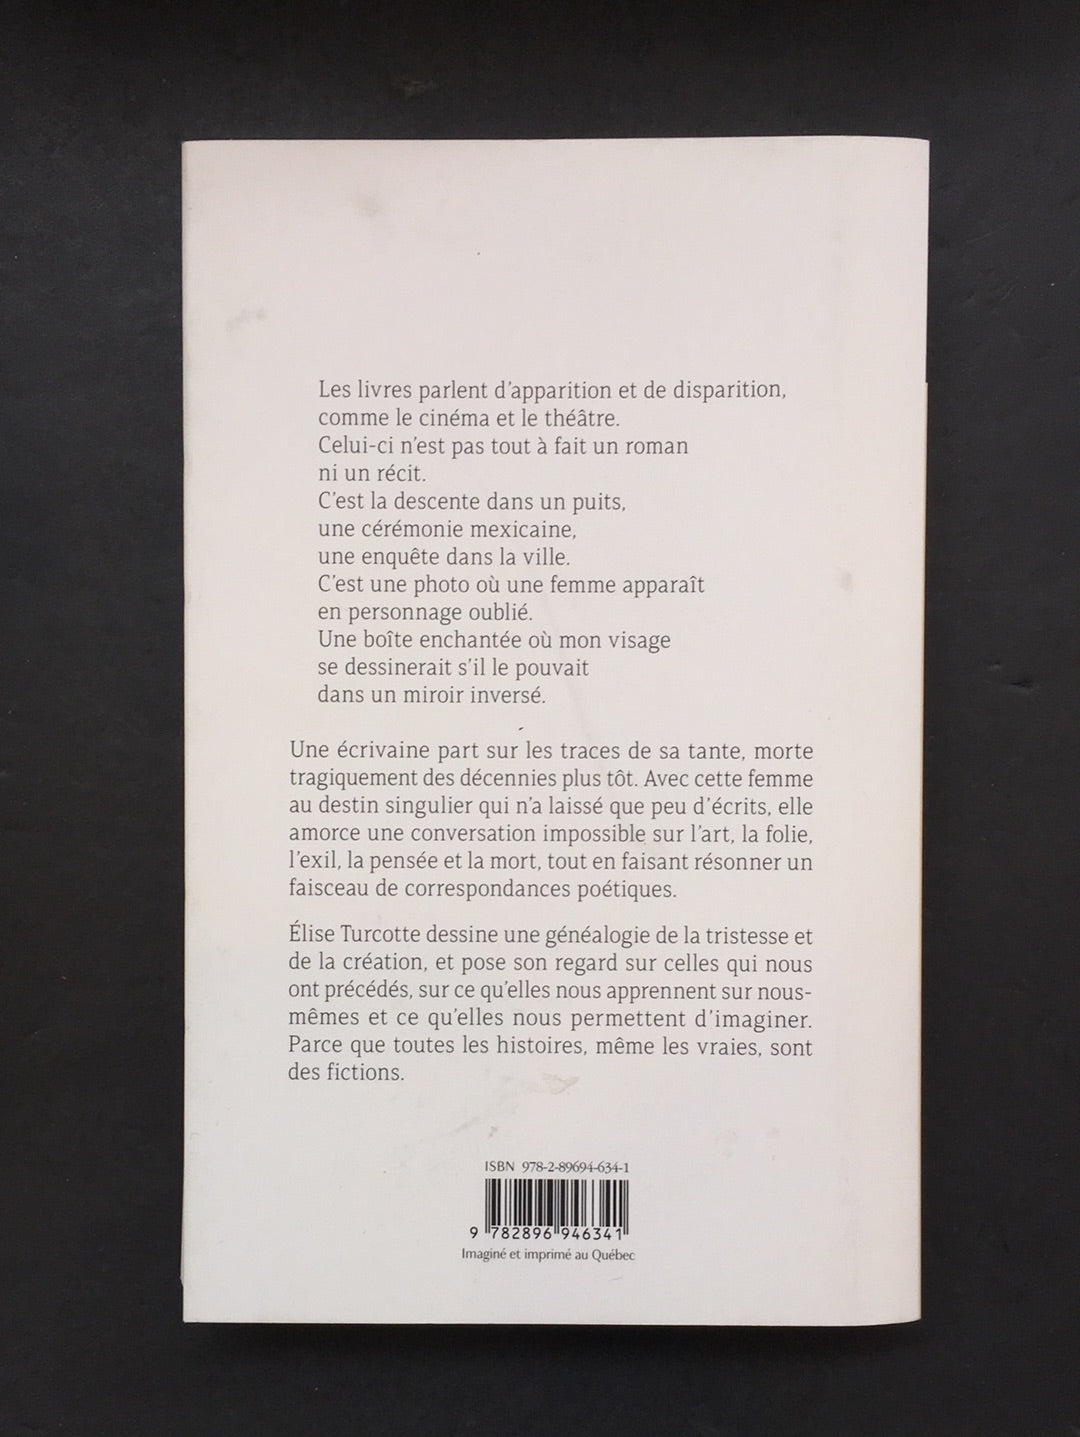 Les livres parlent d'apparition et de disparition,
comme le cinéma et le théâtre.
Celui-ci n'est pas tout à fait un roman
ni un récit.
C'est la descente dans un puits,
une cérémonie mexicaine,
une enquête dans la ville.
C'est une photo où une femme apparaît
en personnage oublié.
Une boîte enchantée où mon visage
se dessinerait s'il le pouvait
dans un miroir inversé.
Une écrivaine part sur les traces de sa tante, morte
tragiquement des décennies plus tôt. Avec cette femme
au destin singulier qui n'a laissé que peu d'écrits, elle
amorce une conversation impossible sur l'art, la folie,
l'exil, la pensée et la mort, tout en faisant résonner un
faisceau de correspondances poétiques.
Élise Turcotte dessine une généalogie de la tristesse et
de la création, et pose son regard sur celles qui nous
ont précédés, sur ce qu'elles nous apprennent sur nous-
mêmes et ce qu'elles nous permettent d'imaginer.
Parce que toutes les histoires, même les vraies, sont
des fictions.
ISBN 978-2-89694-634-1
9 782896 946341
Imaginé et imprimé au Québec